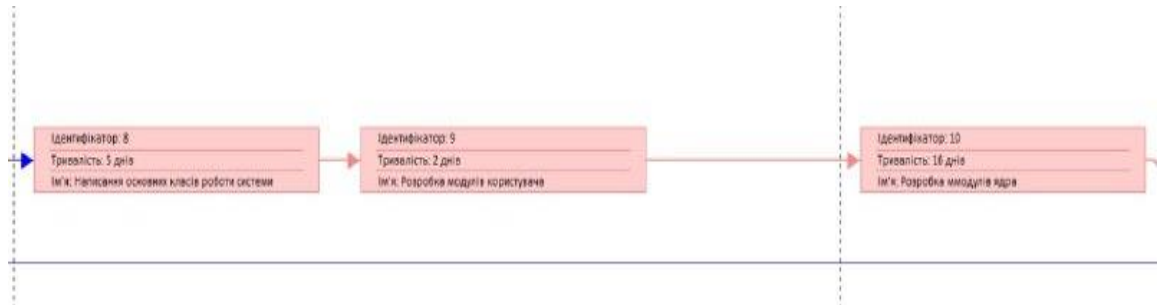 Ідентифікатор: 8
Тривалість: 5 днів
Ім'я: Написання основних класів роботи системи
Ідентифікатор: 9
Тривалість: 2 днів
Ім'я: Розробка модулів користувача
Ідентифікатор: 10
Тривалість: 16 днів
Ім'я: Розробка ммодулів ядра